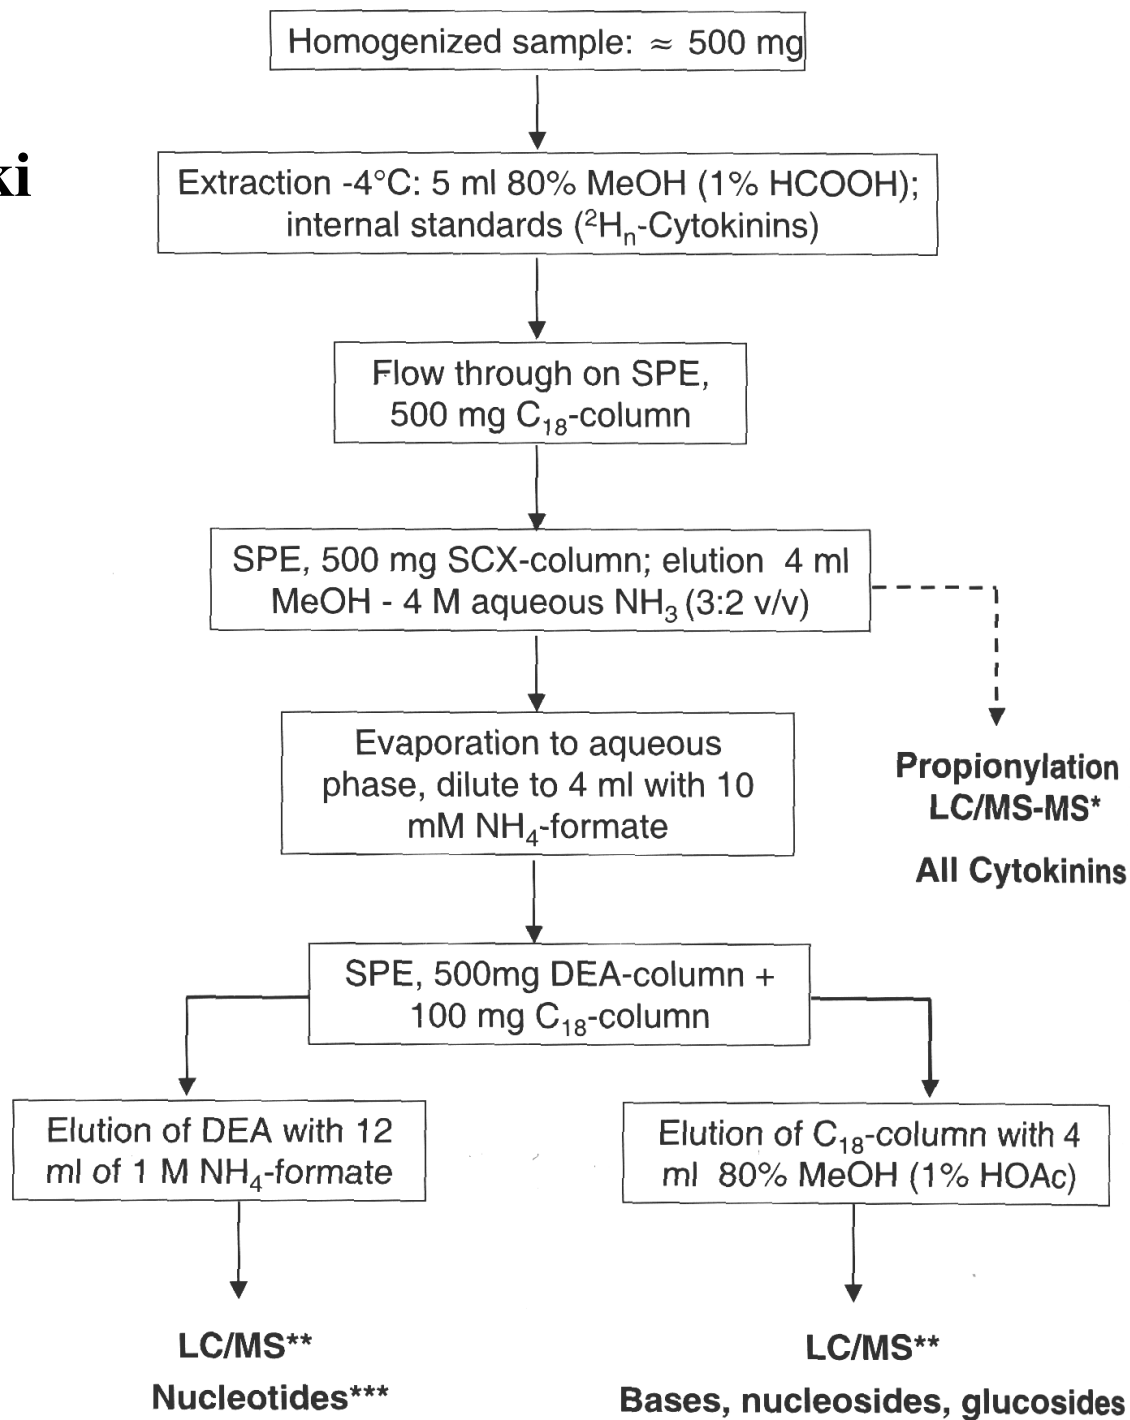 Homogenized sample: ≈ 500 mg
ki
Extraction -4°C: 5 ml 80% MeOH (1% HCOOH);
internal standards (²Hₙ-Cytokinins)
Flow through on SPE,
500 mg C₁₈-column
SPE, 500 mg SCX-column; elution 4 ml
MeOH - 4 M aqueous NH₃ (3:2 v/v)
Evaporation to aqueous
phase, dilute to 4 ml with 10
mM NH₄-formate
Propionylation
LC/MS-MS*
All Cytokinins
SPE, 500mg DEA-column +
100 mg C₁₈-column
Elution of DEA with 12
ml of 1 M NH₄-formate
Elution of C₁₈-column with 4
ml 80% MeOH (1% HOAc)
LC/MS**
Nucleotides***
LC/MS**
Bases, nucleosides, glucosides